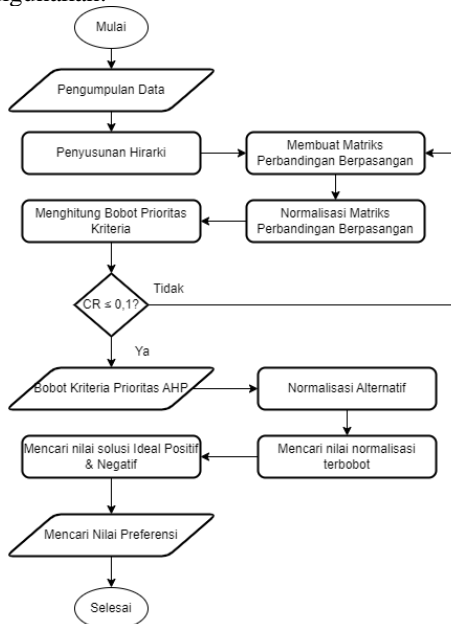 Mulai
Pengumpulan Data
Penyusunan Hirarki
Membuat Matriks
Perbandingan Berpasangan
Normalisasi Matriks
Perbandingan Berpasangan
Menghitung Bobot Prioritas
Kriteria
CR ≤ 0,1?
Tidak
Ya
Bobot Kriteria Prioritas AHP
Normalisasi Alternatif
Mencari nilai normalisasi
terbobot
Mencari nilai solusi Ideal Positif
& Negatif
Mencari Nilai Preferensi
Selesai